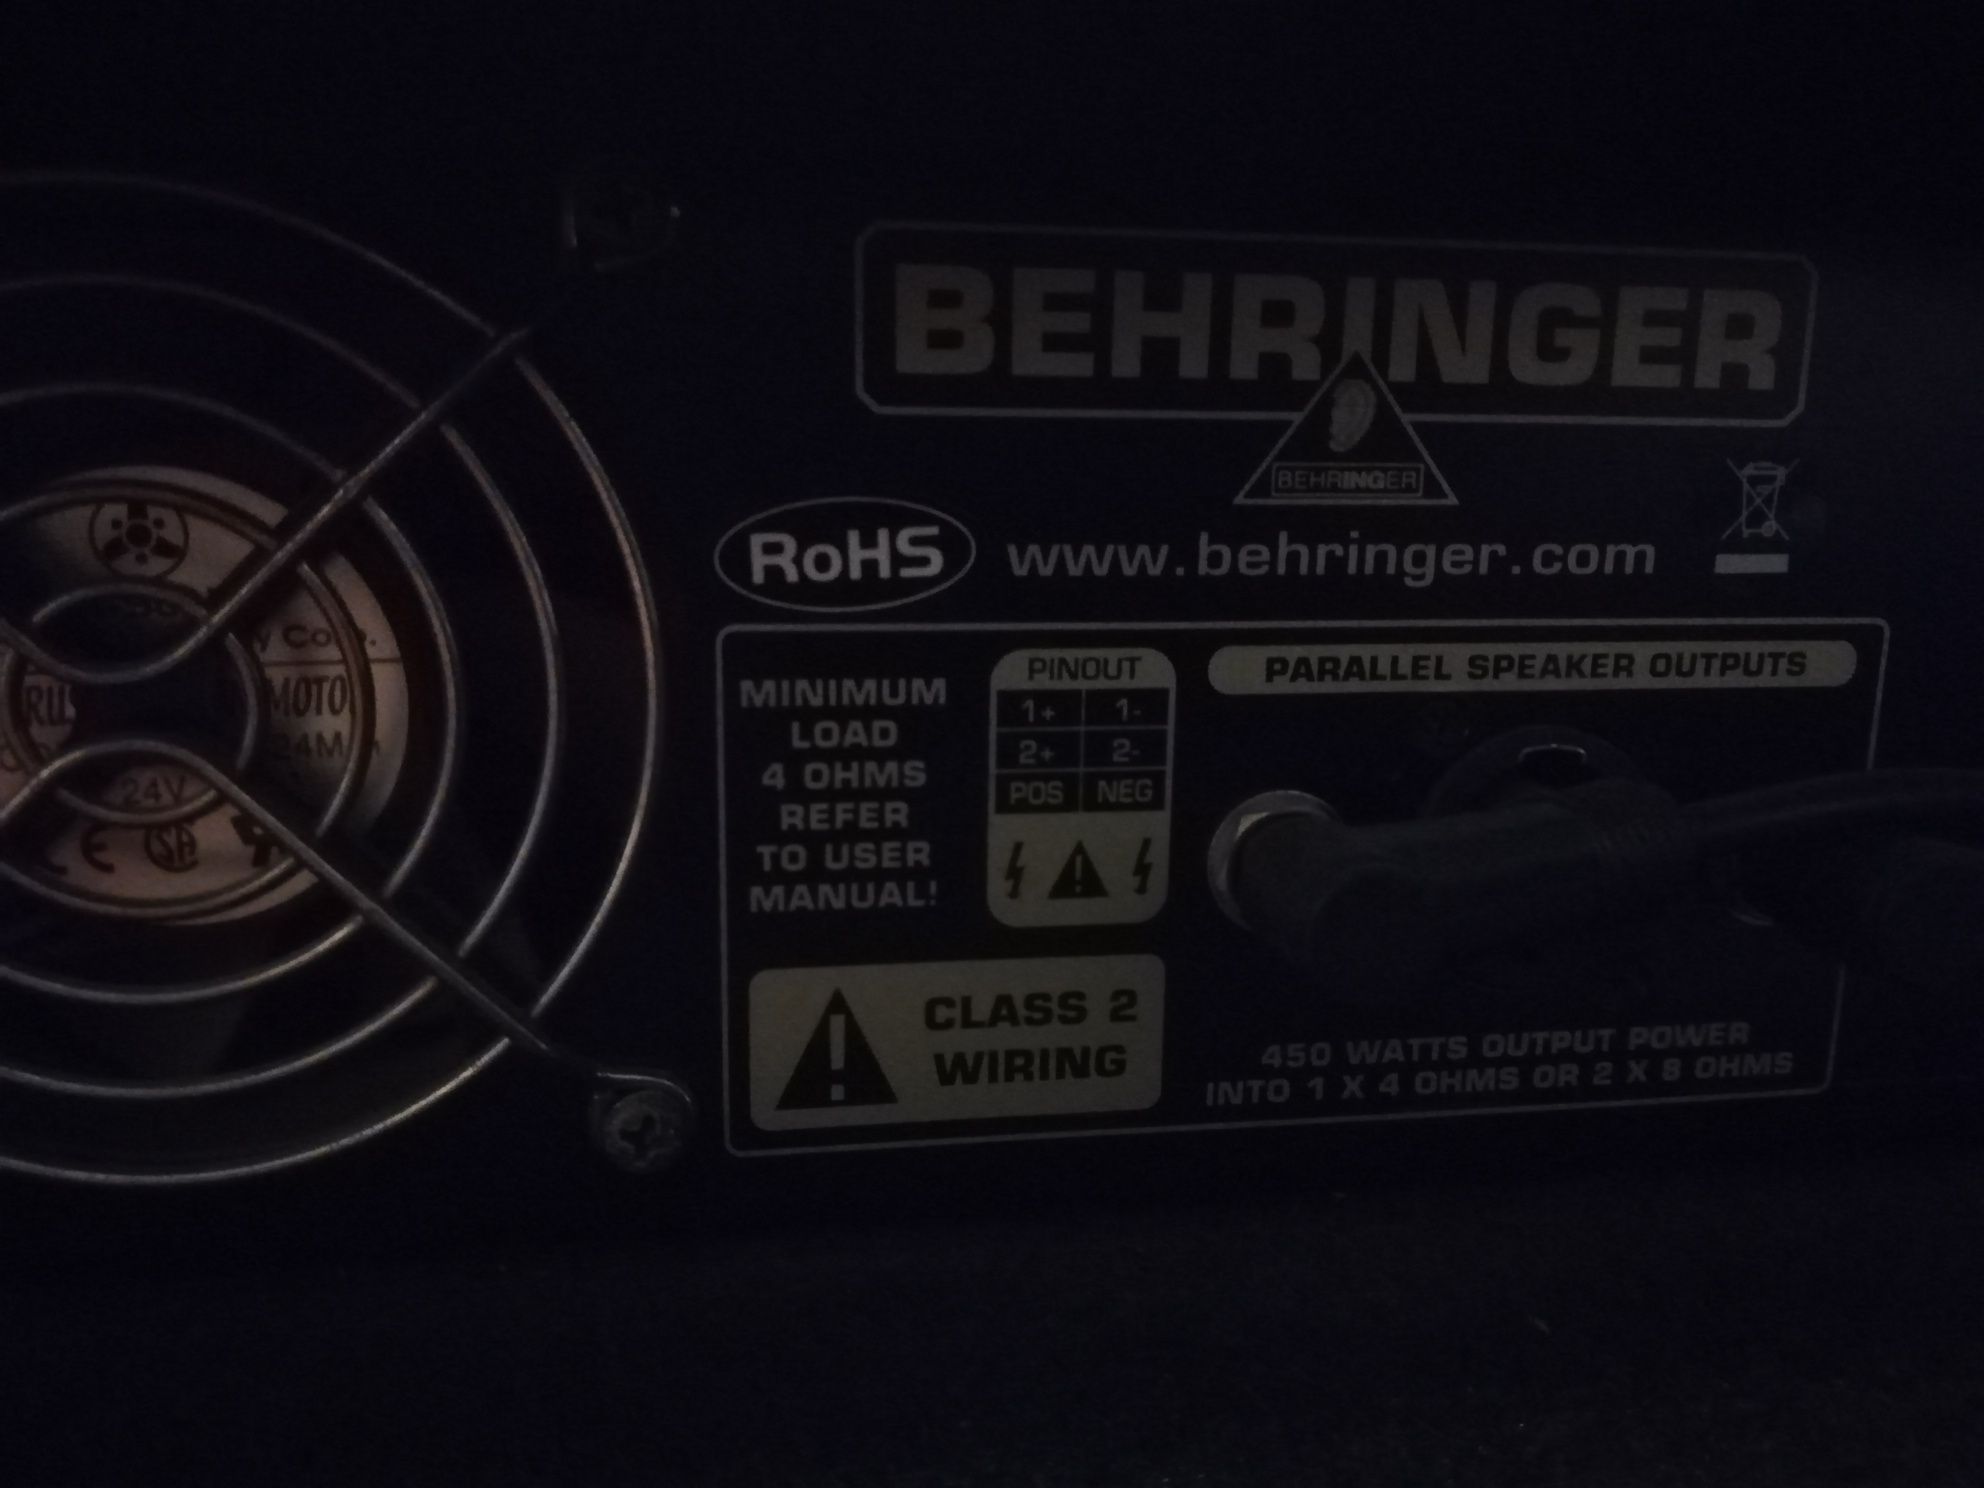 BEHRINGER
BEHRINGER
RoHS
www.behringer.com
MINIMUM
LOAD
4 OHMS
REFER
TO USER
MANUAL!
PINOUT
1+ 1-
2+ 2-
POS NEG
PARALLEL SPEAKER OUTPUTS
CLASS 2
WIRING
450 WATTS OUTPUT POWER
INTO 1 X 4 OHMS OR 2 X 8 OHMS
24V
CE